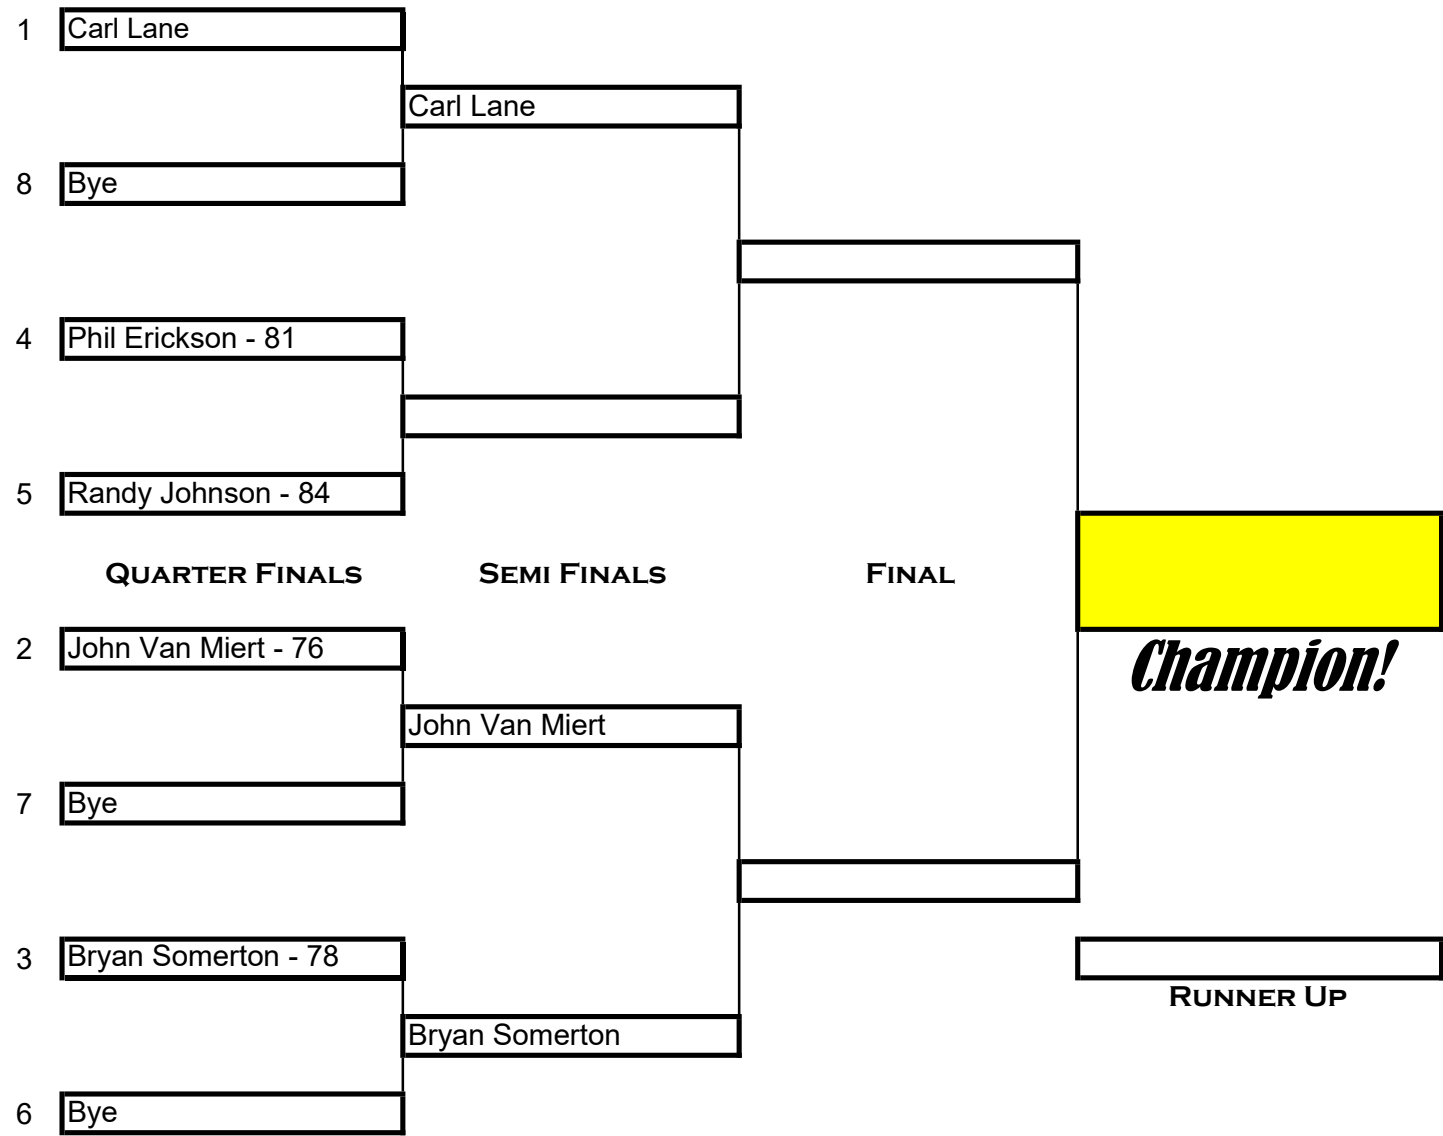 1 Carl Lane
Carl Lane
8 Bye
4 Phil Erickson - 81
5 Randy Johnson - 84
QUARTER FINALS SEMI FINALS FINAL
2 John Van Miert - 76
Champion!
John Van Miert
7 Bye
3 Bryan Somerton - 78
RUNNER UP
Bryan Somerton
6 Bye